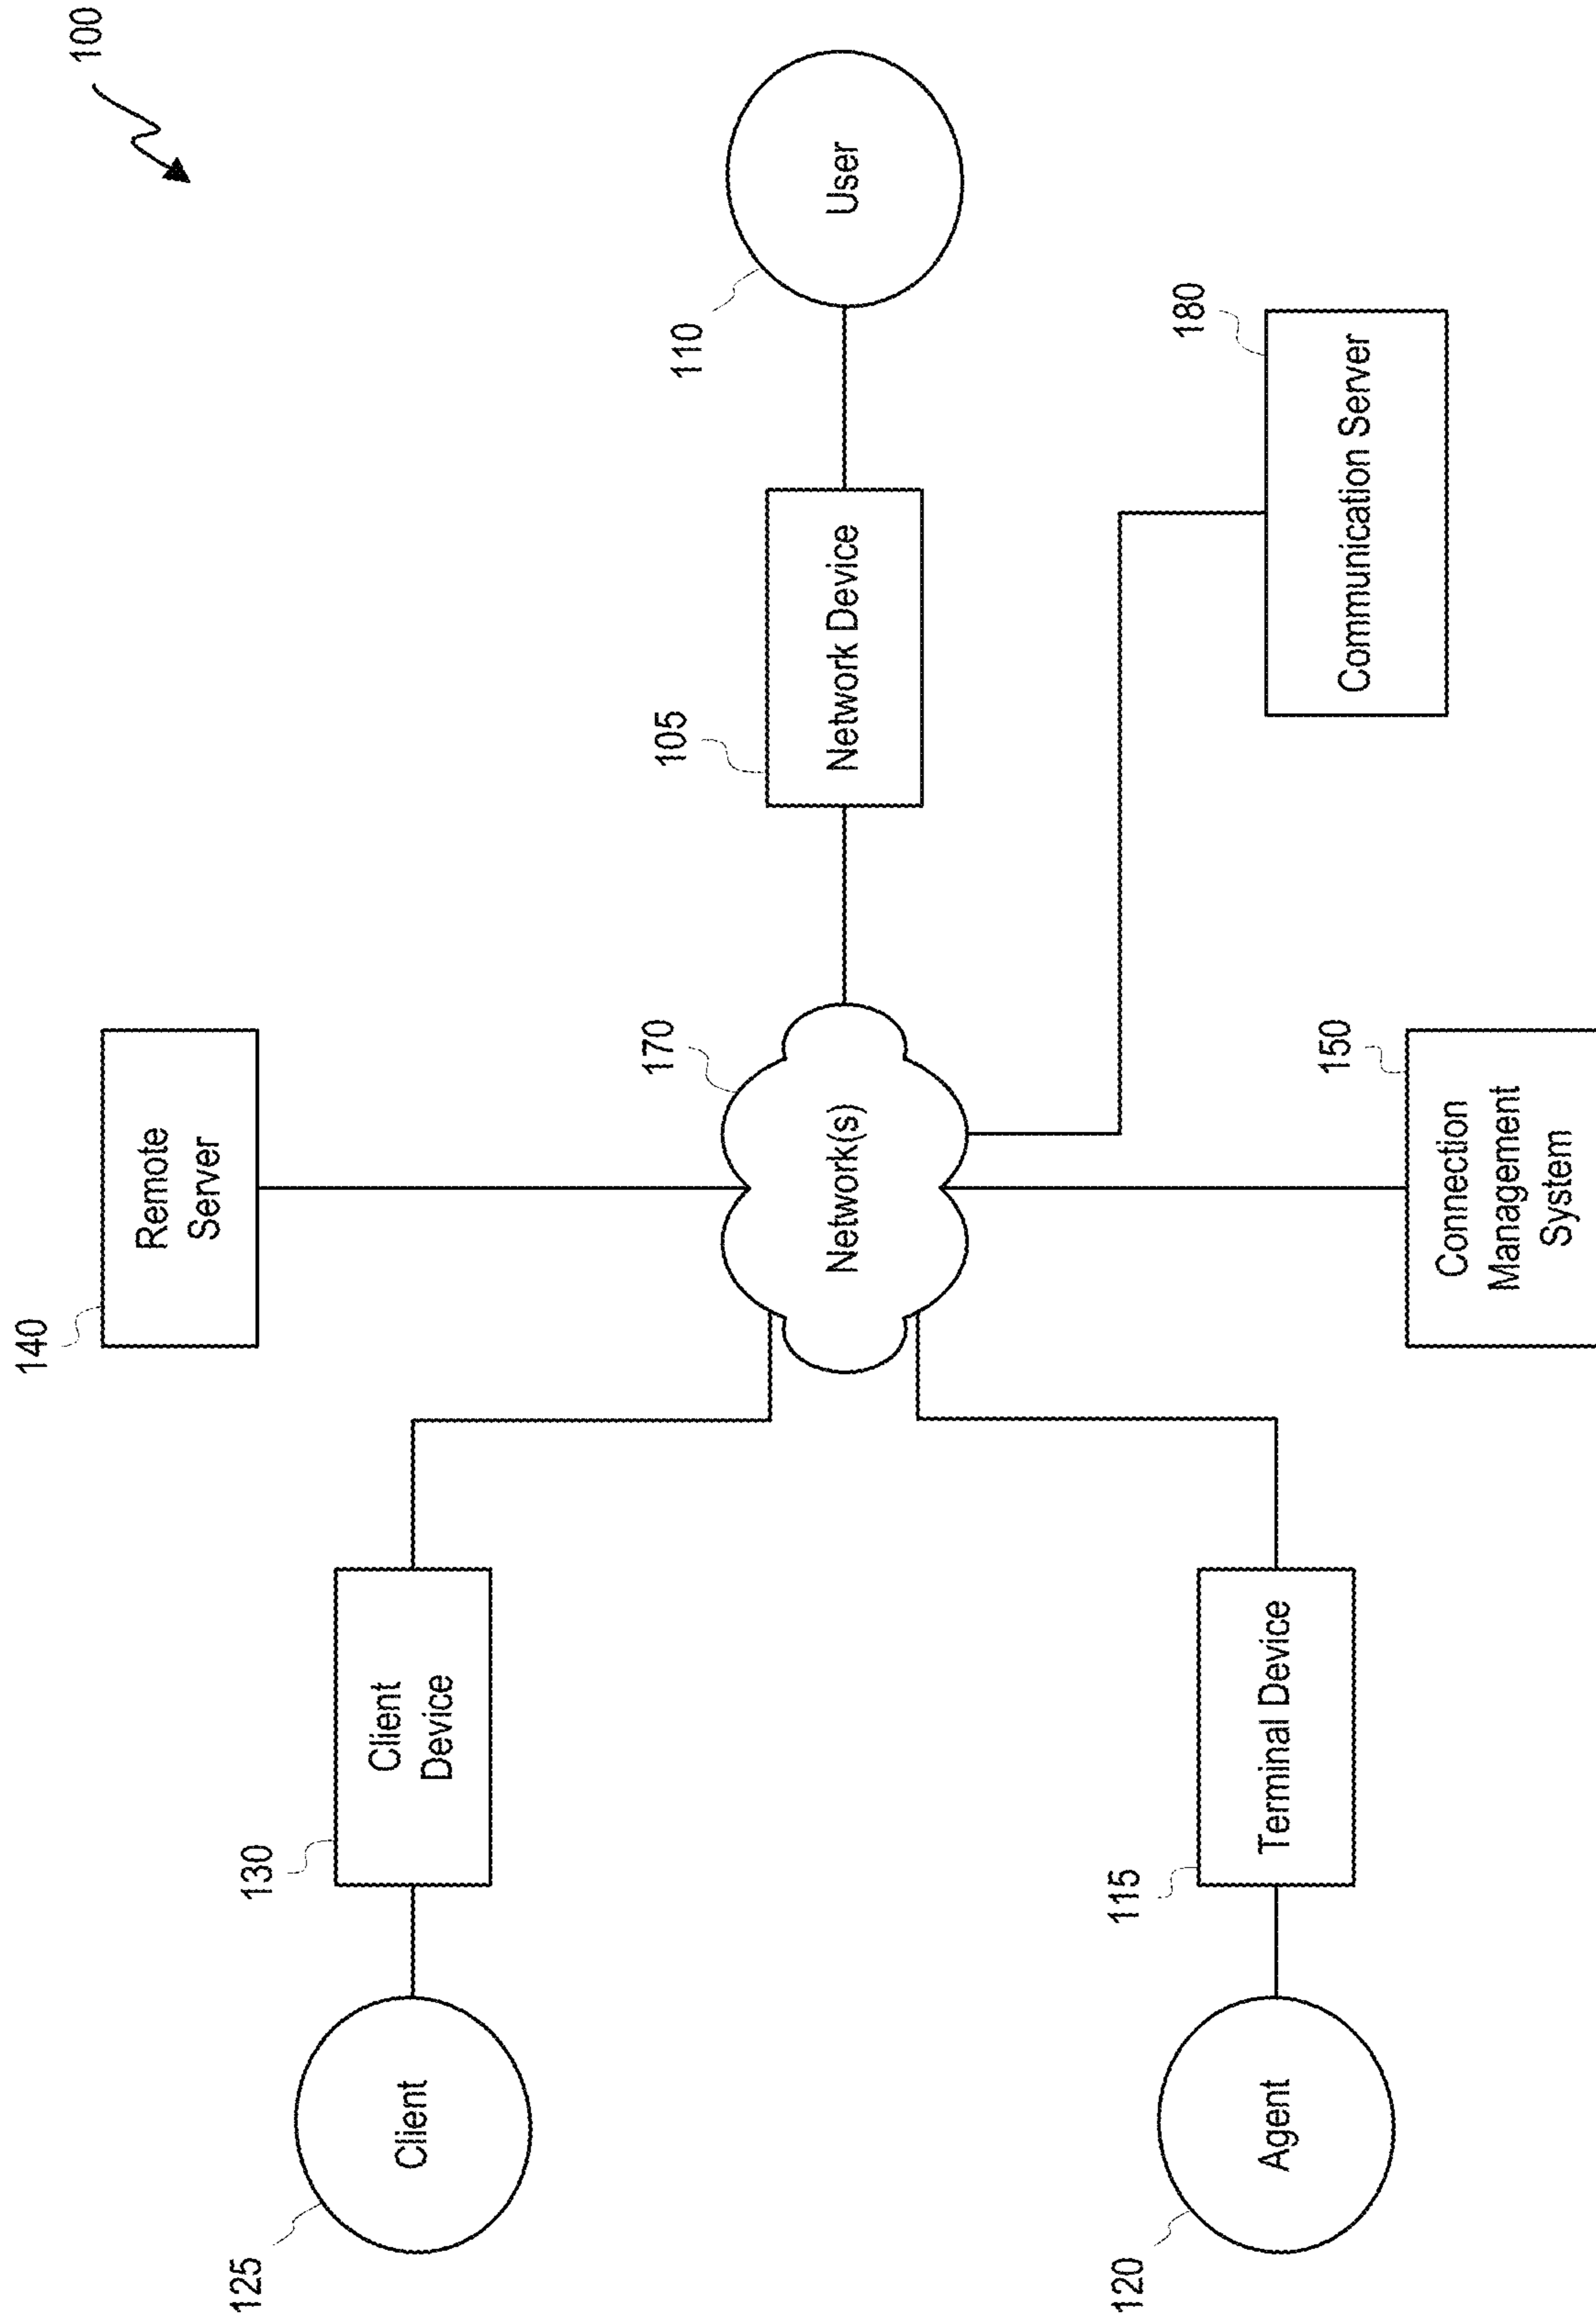 100
140
Remote
Server
125
Client
130
Client
Device
170
Network(s)
105
Network Device
110
User
120
Agent
115
Terminal Device
150
Connection
Management
System
180
Communication Server